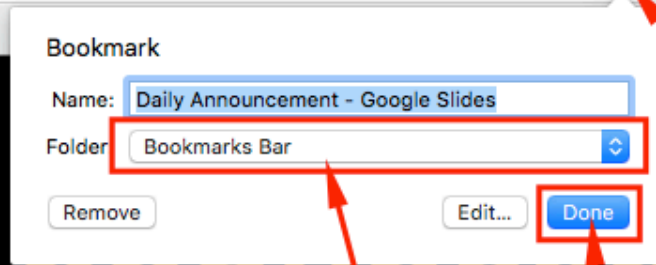 Bookmark
Name: Daily Announcement - Google Slides
Folder Bookmarks Bar
Remove Edit... Done